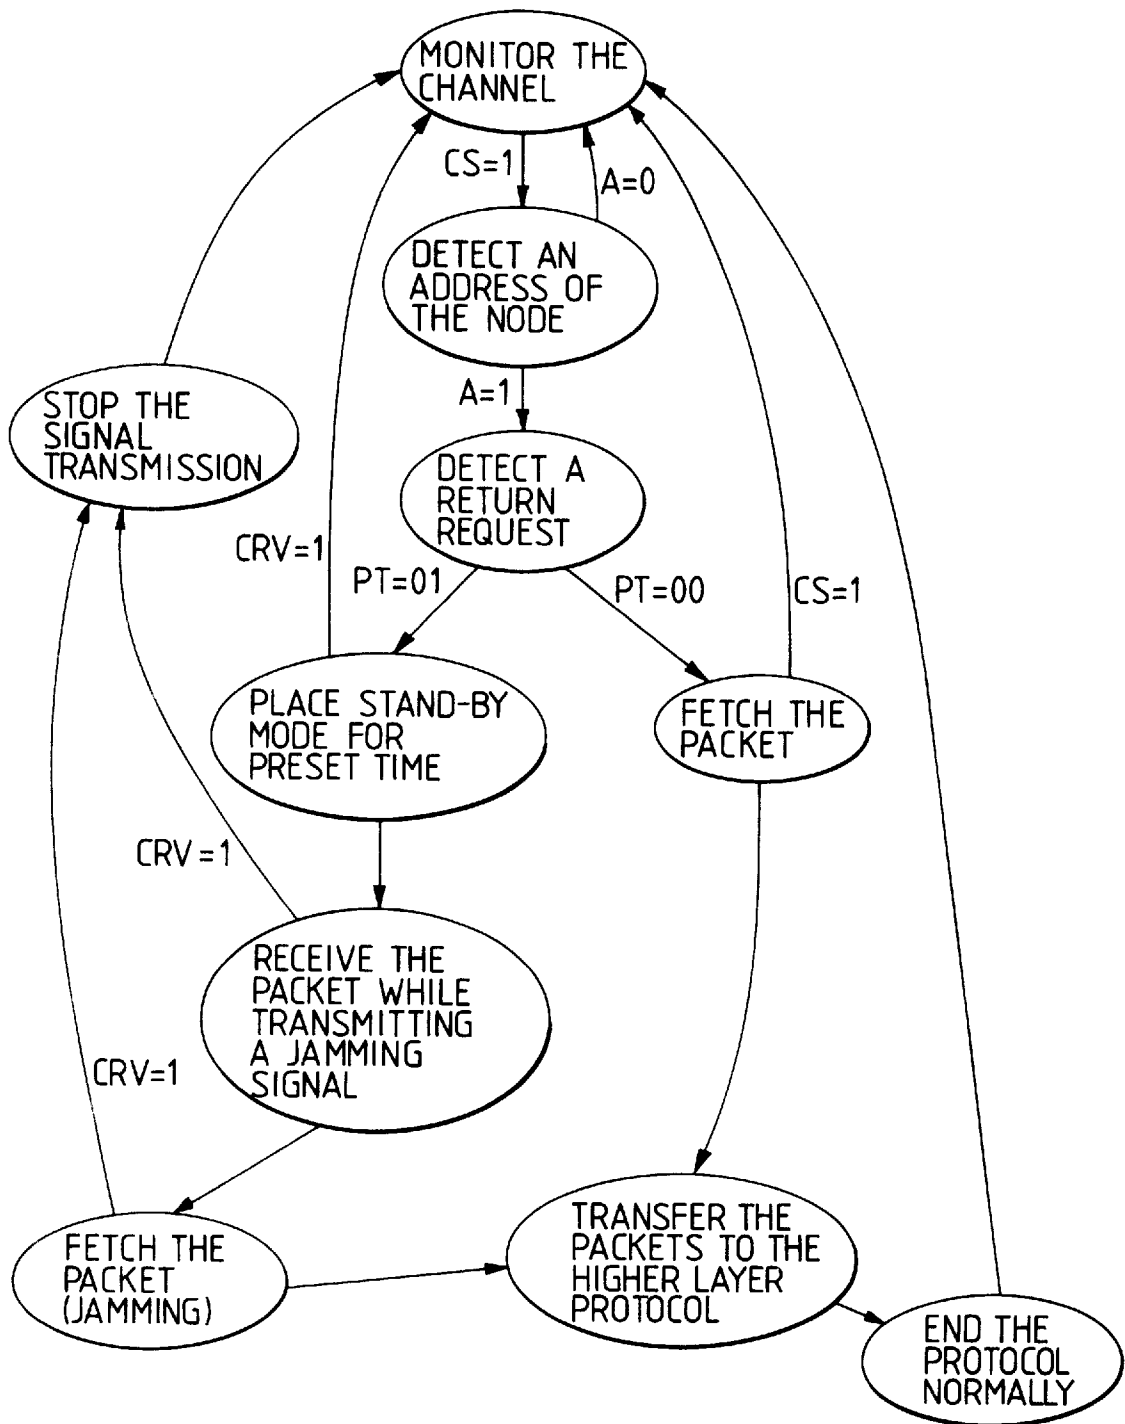 MONITOR THE
CHANNEL
CS=1
A=0
DETECT AN
ADDRESS OF
THE NODE
A=1
STOP THE
SIGNAL
TRANSMISSION
DETECT A
RETURN
REQUEST
CRV=1
PT=01
PT=00
CS=1
PLACE STAND-BY
MODE FOR
PRESET TIME
FETCH THE
PACKET
CRV=1
RECEIVE THE
PACKET WHILE
TRANSMITTING
A JAMMING
SIGNAL
CRV=1
FETCH THE
PACKET
(JAMMING)
TRANSFER THE
PACKETS TO THE
HIGHER LAYER
PROTOCOL
END THE
PROTOCOL
NORMALLY